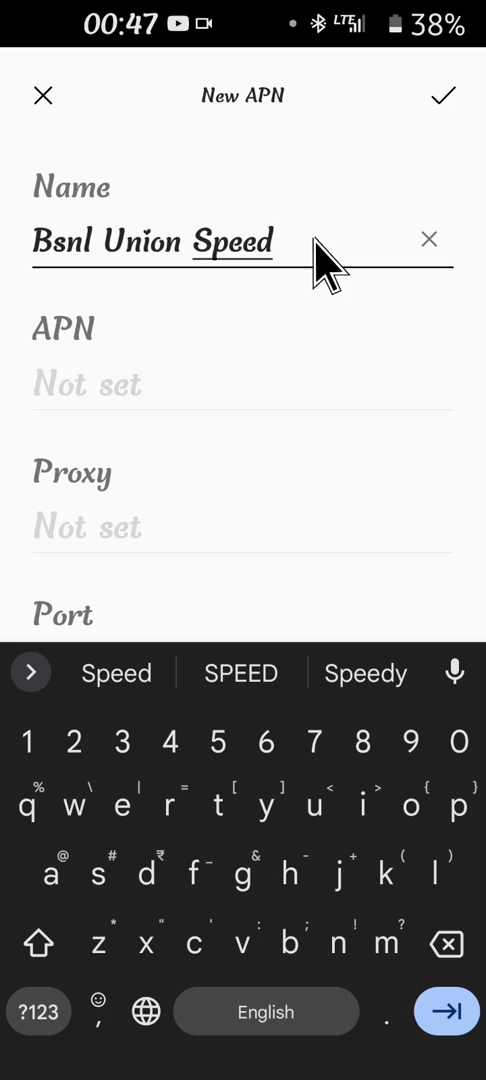 00:47 LTE 38%
New APN
Name
Bsnl Union Speed
APN
Not set
Proxy
Not set
Port
Speed SPEED Speedy
1 2 3 4 5 6 7 8 9 0
% \ | = [ ] < > { }
q w e r t y u i o p
@ # ₹ _ & - + ( )
a s d f g h j k l
* " ' : ; ! ?
z x c v b n m
?123 , English .